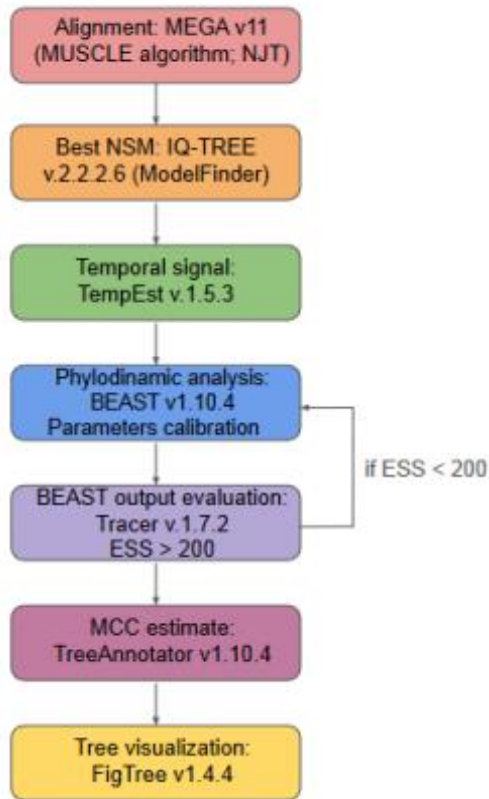 Alignment: MEGA v11
(MUSCLE algorithm; NJT)
Best NSM: IQ-TREE
v.2.2.2.6 (ModelFinder)
Temporal signal:
TempEst v.1.5.3
Phylodinamic analysis:
BEAST v1.10.4
Parameters calibration
if ESS < 200
BEAST output evaluation:
Tracer v.1.7.2
ESS > 200
MCC estimate:
TreeAnnotator v1.10.4
Tree visualization:
FigTree v1.4.4